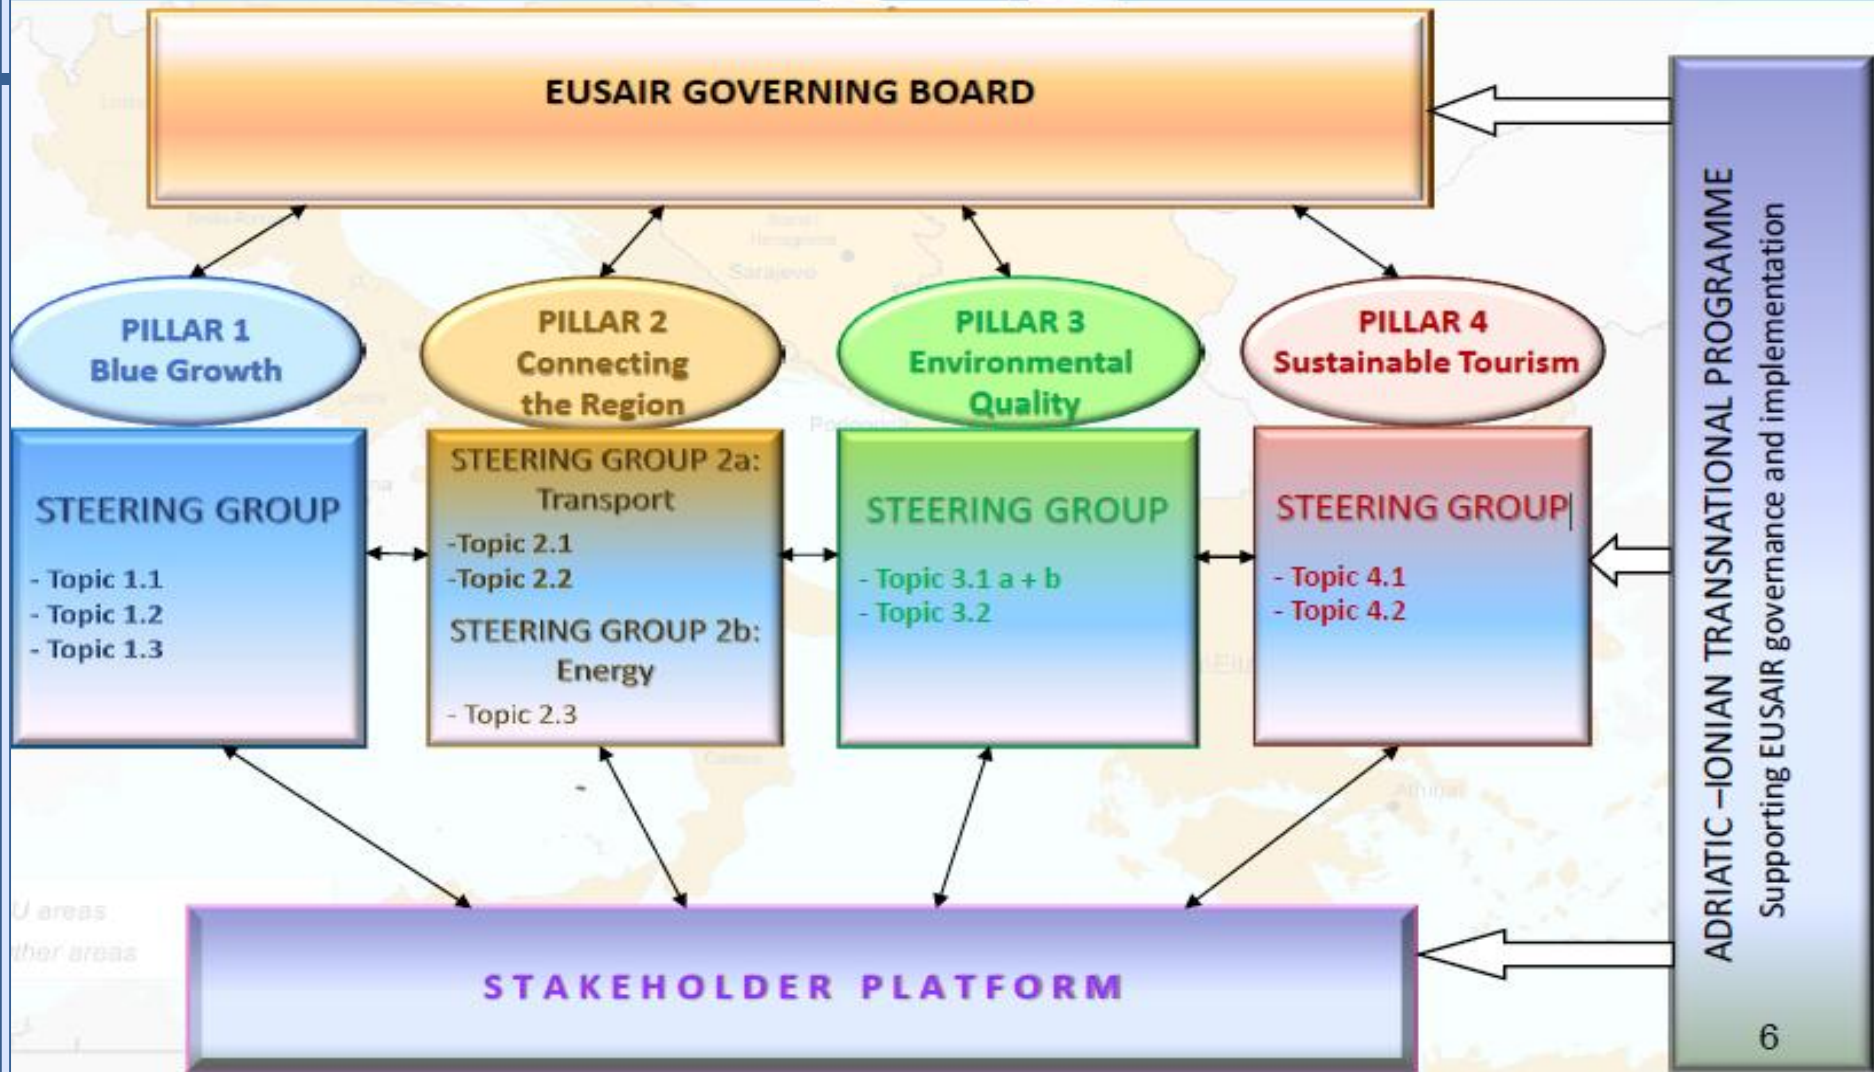 EUSAIR GOVERNING BOARD
PILLAR 1
Blue Growth
PILLAR 2
Connecting
the Region
PILLAR 3
Environmental
Quality
PILLAR 4
Sustainable Tourism
STEERING GROUP
- Topic 1.1
- Topic 1.2
- Topic 1.3
STEERING GROUP 2a:
Transport
-Topic 2.1
-Topic 2.2
STEERING GROUP 2b:
Energy
- Topic 2.3
STEERING GROUP
- Topic 3.1 a + b
- Topic 3.2
STEERING GROUP
- Topic 4.1
- Topic 4.2
STAKEHOLDER PLATFORM
ADRIATIC –IONIAN TRANSNATIONAL PROGRAMME
Supporting EUSAIR governance and implementation
6
Sarajevo
U areas
ther areas